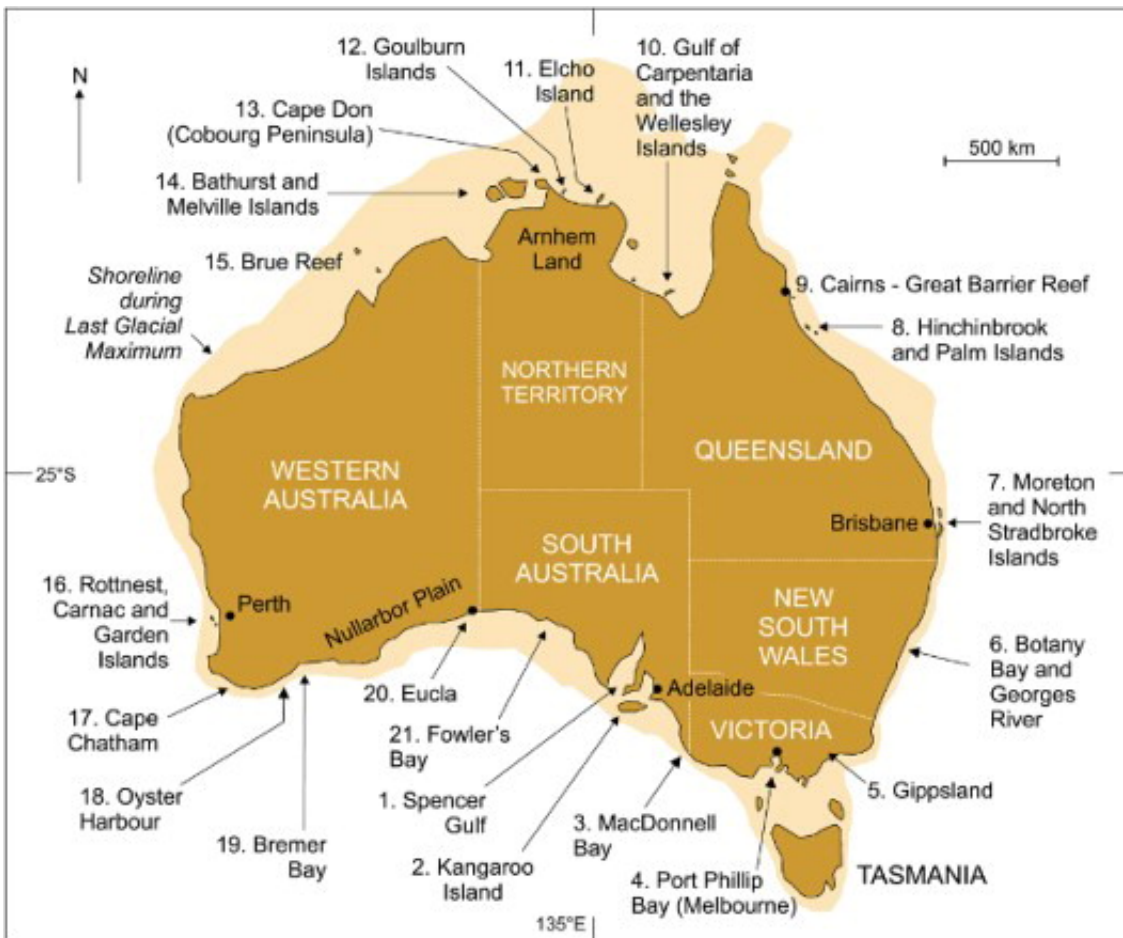 12. Goulburn
Islands
11. Elcho
Island
10. Gulf of
Carpentaria
and the
Wellesley
Islands
N
13. Cape Don
(Cobourg Peninsula)
500 km
14. Bathurst and
Melville Islands
Arnhem
Land
15. Brue Reef
Shoreline
during
Last Glacial
Maximum
9. Cairns - Great Barrier Reef
8. Hinchinbrook
and Palm Islands
NORTHERN
TERRITORY
QUEENSLAND
25°S
WESTERN
AUSTRALIA
7. Moreton
and North
Stradbroke
Islands
Brisbane
SOUTH
AUSTRALIA
16. Rottnest,
Carnac and
Garden
Islands
Perth
Nullarbor Plain
NEW
SOUTH
WALES
6. Botany
Bay and
Georges
River
20. Eucla
Adelaide
17. Cape
Chatham
21. Fowler's
Bay
VICTORIA
18. Oyster
Harbour
1. Spencer
Gulf
5. Gippsland
19. Bremer
Bay
2. Kangaroo
Island
3. MacDonnell
Bay
4. Port Phillip
Bay (Melbourne)
TASMANIA
135°E